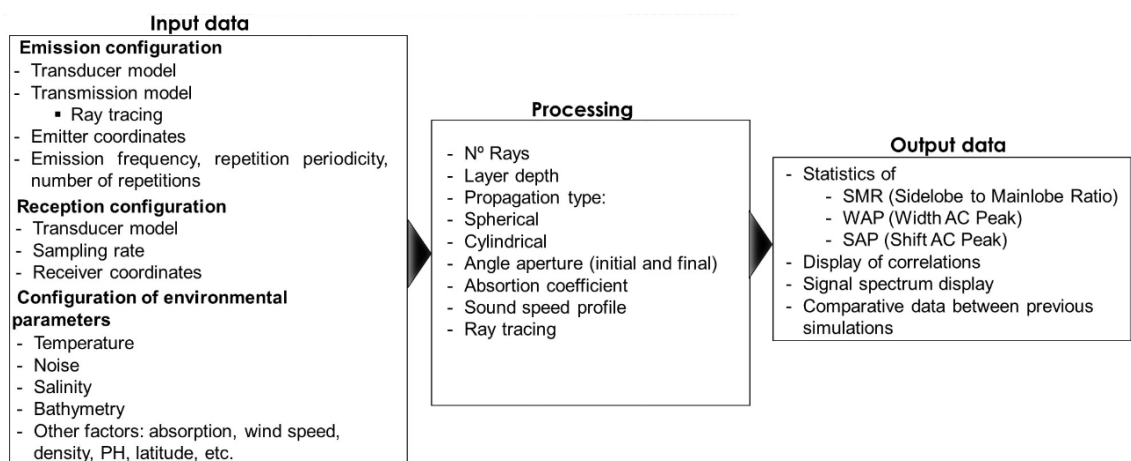 Input data
Emission configuration
- Transducer model
- Transmission model
▪ Ray tracing
- Emitter coordinates
- Emission frequency, repetition periodicity,
number of repetitions
Reception configuration
- Transducer model
- Sampling rate
- Receiver coordinates
Configuration of environmental
parameters
- Temperature
- Noise
- Salinity
- Bathymetry
- Other factors: absorption, wind speed,
density, PH, latitude, etc.
Processing
- Nº Rays
- Layer depth
- Propagation type:
- Spherical
- Cylindrical
- Angle aperture (initial and final)
- Absortion coefficient
- Sound speed profile
- Ray tracing
Output data
- Statistics of
- SMR (Sidelobe to Mainlobe Ratio)
- WAP (Width AC Peak)
- SAP (Shift AC Peak)
- Display of correlations
- Signal spectrum display
- Comparative data between previous
simulations